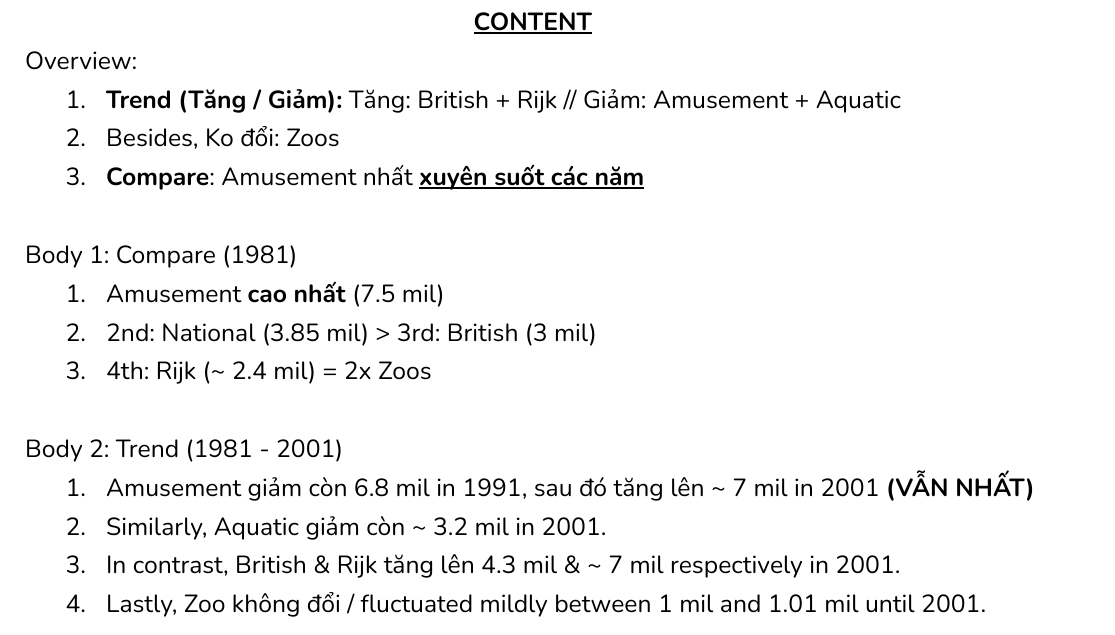 CONTENT
Overview:
1. Trend (Tăng / Giảm): Tăng: British + Rijk // Giảm: Amusement + Aquatic
2. Besides, Ko đổi: Zoos
3. Compare: Amusement nhất xuyên suốt các năm
Body 1: Compare (1981)
1. Amusement cao nhất (7.5 mil)
2. 2nd: National (3.85 mil) > 3rd: British (3 mil)
3. 4th: Rijk (~ 2.4 mil) = 2x Zoos
Body 2: Trend (1981 - 2001)
1. Amusement giảm còn 6.8 mil in 1991, sau đó tăng lên ~ 7 mil in 2001 (VẪN NHẤT)
2. Similarly, Aquatic giảm còn ~ 3.2 mil in 2001.
3. In contrast, British & Rijk tăng lên 4.3 mil & ~ 7 mil respectively in 2001.
4. Lastly, Zoo không đổi / fluctuated mildly between 1 mil and 1.01 mil until 2001.